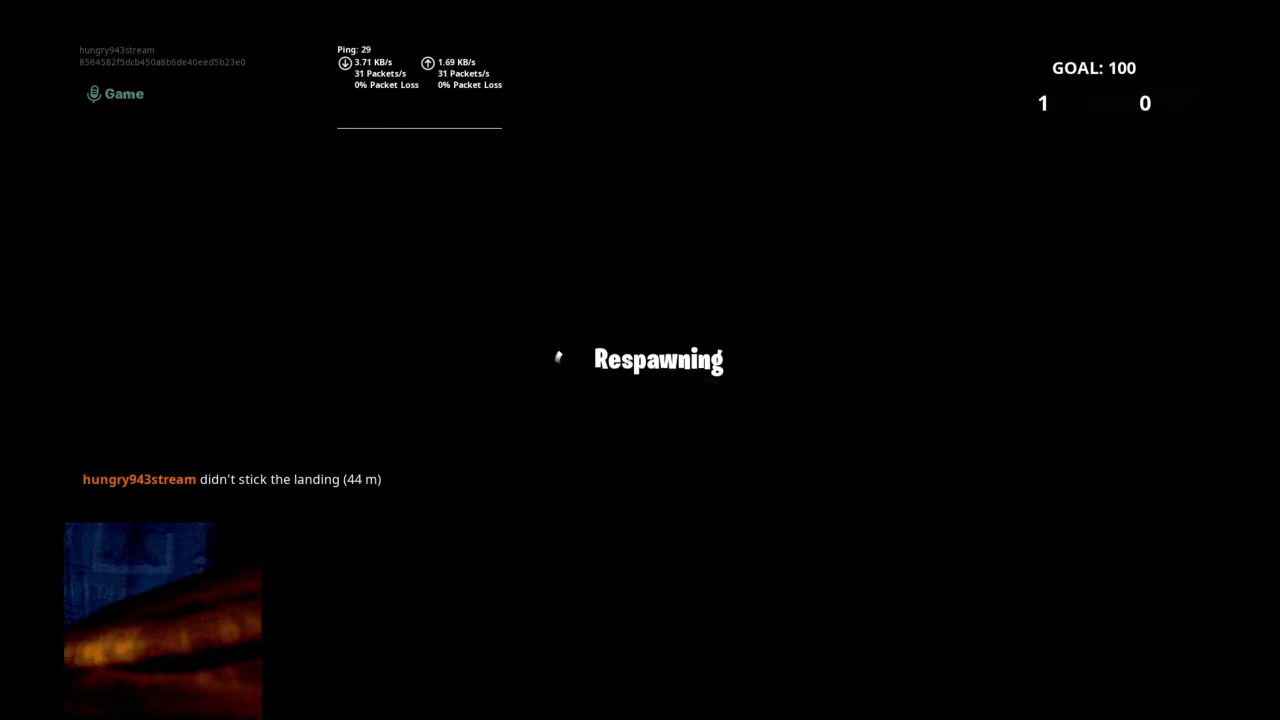 hungry943stream
8564582f5dcb450a8b6de40eed5b23e0
Game
Ping: 29
3.71 KB/s
31 Packets/s
0% Packet Loss
1.69 KB/s
31 Packets/s
0% Packet Loss
GOAL: 100
1 0
Respawning
hungry943stream didn't stick the landing (44 m)